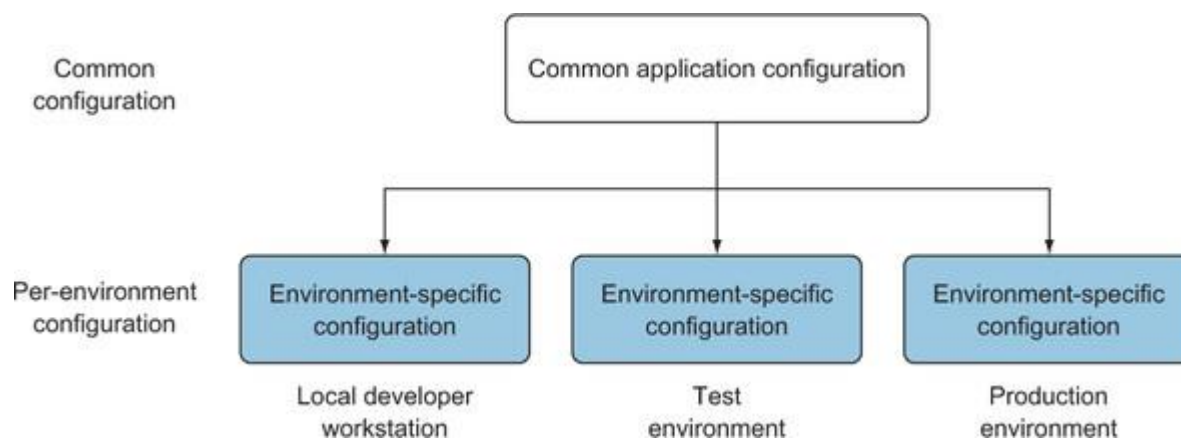 Common
configuration
Common application configuration
Per-environment
configuration
Environment-specific
configuration
Environment-specific
configuration
Environment-specific
configuration
Local developer
workstation
Test
environment
Production
environment